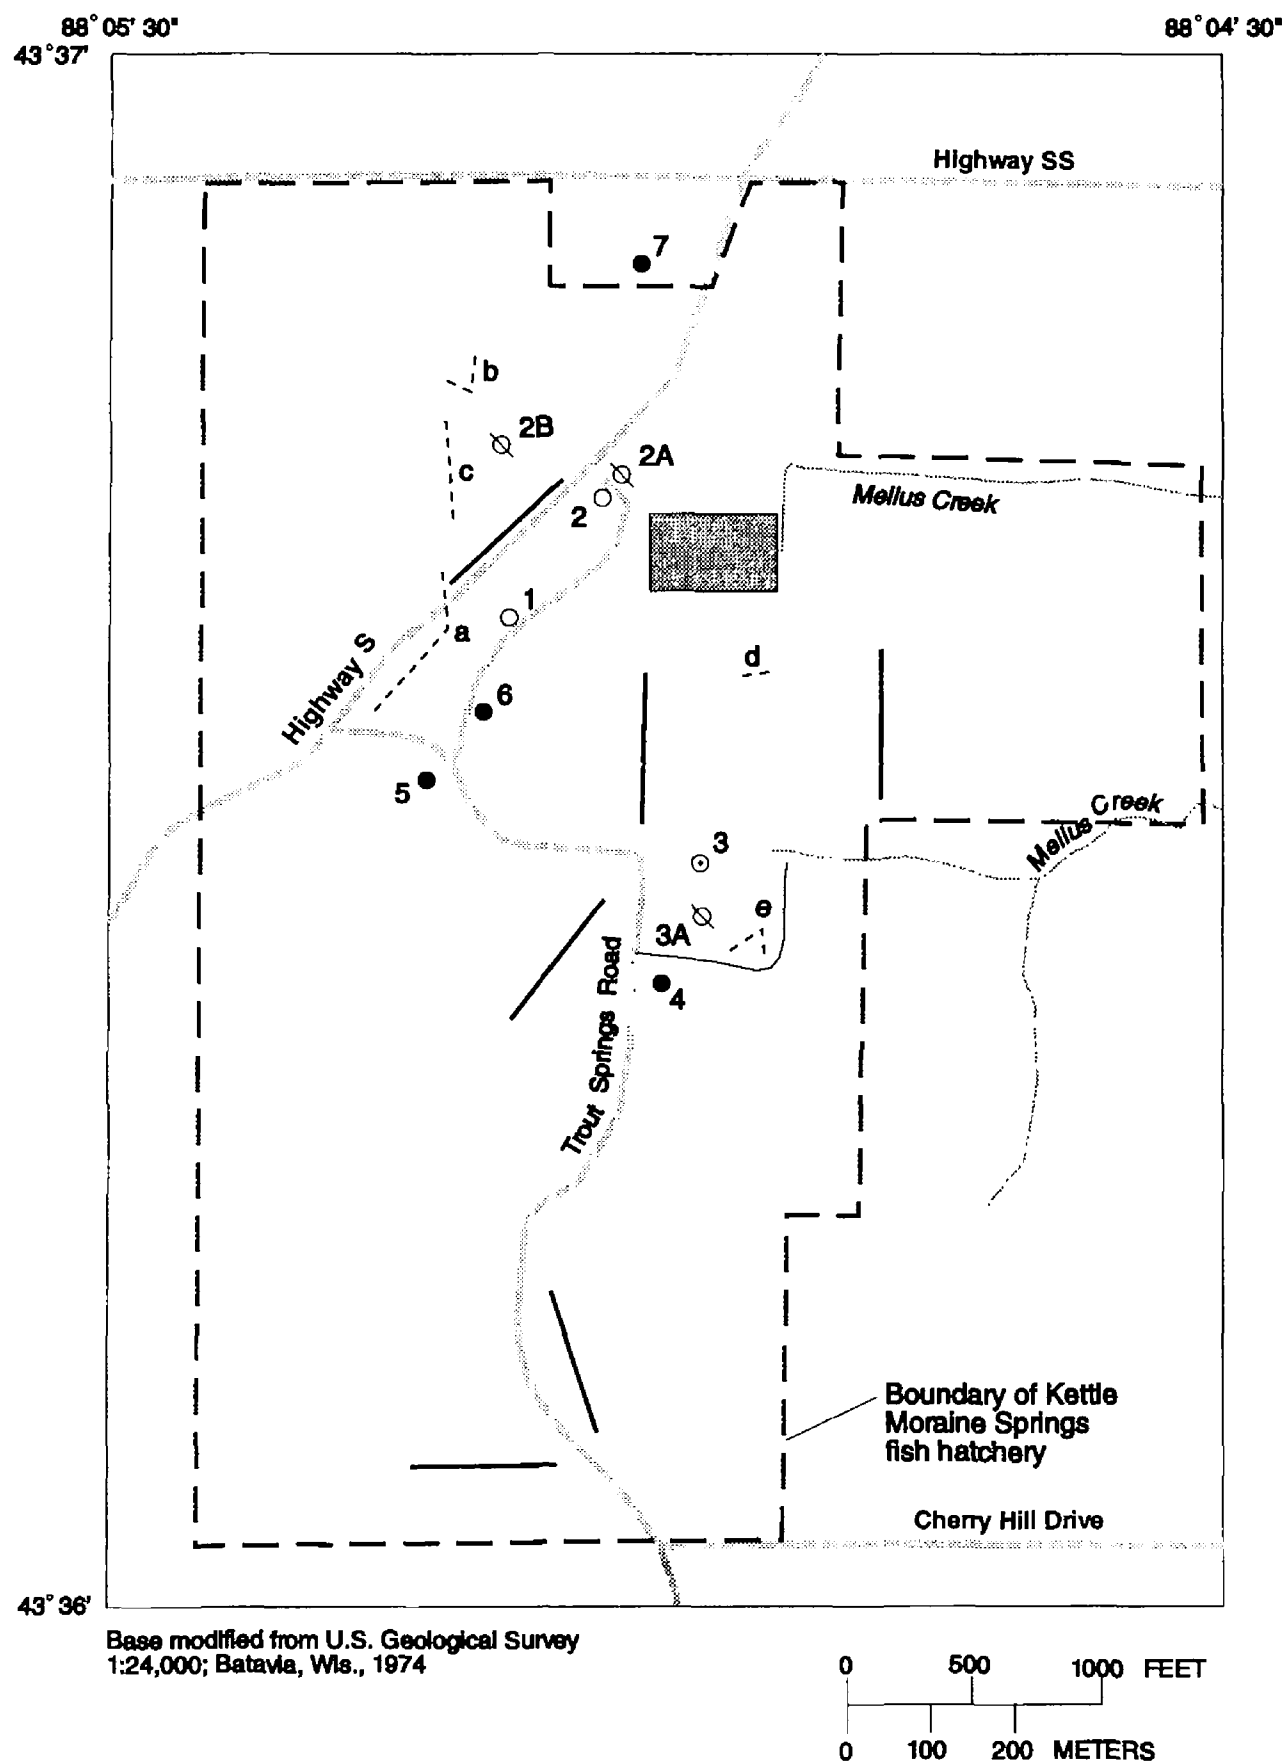 88° 05' 30"
88° 04' 30"
43° 37'
Highway SS
7
b
2B
2A
c
2
Mellus Creek
1
a
d
Highway S
6
5
Mellus Creek
3
e
3A
4
Trout Springs Road
Boundary of Kettle
Moraine Springs
fish hatchery
Cherry Hill Drive
43° 36'
Base modified from U.S. Geological Survey
1:24,000; Batavia, Wis., 1974
0 500 1000 FEET
0 100 200 METERS